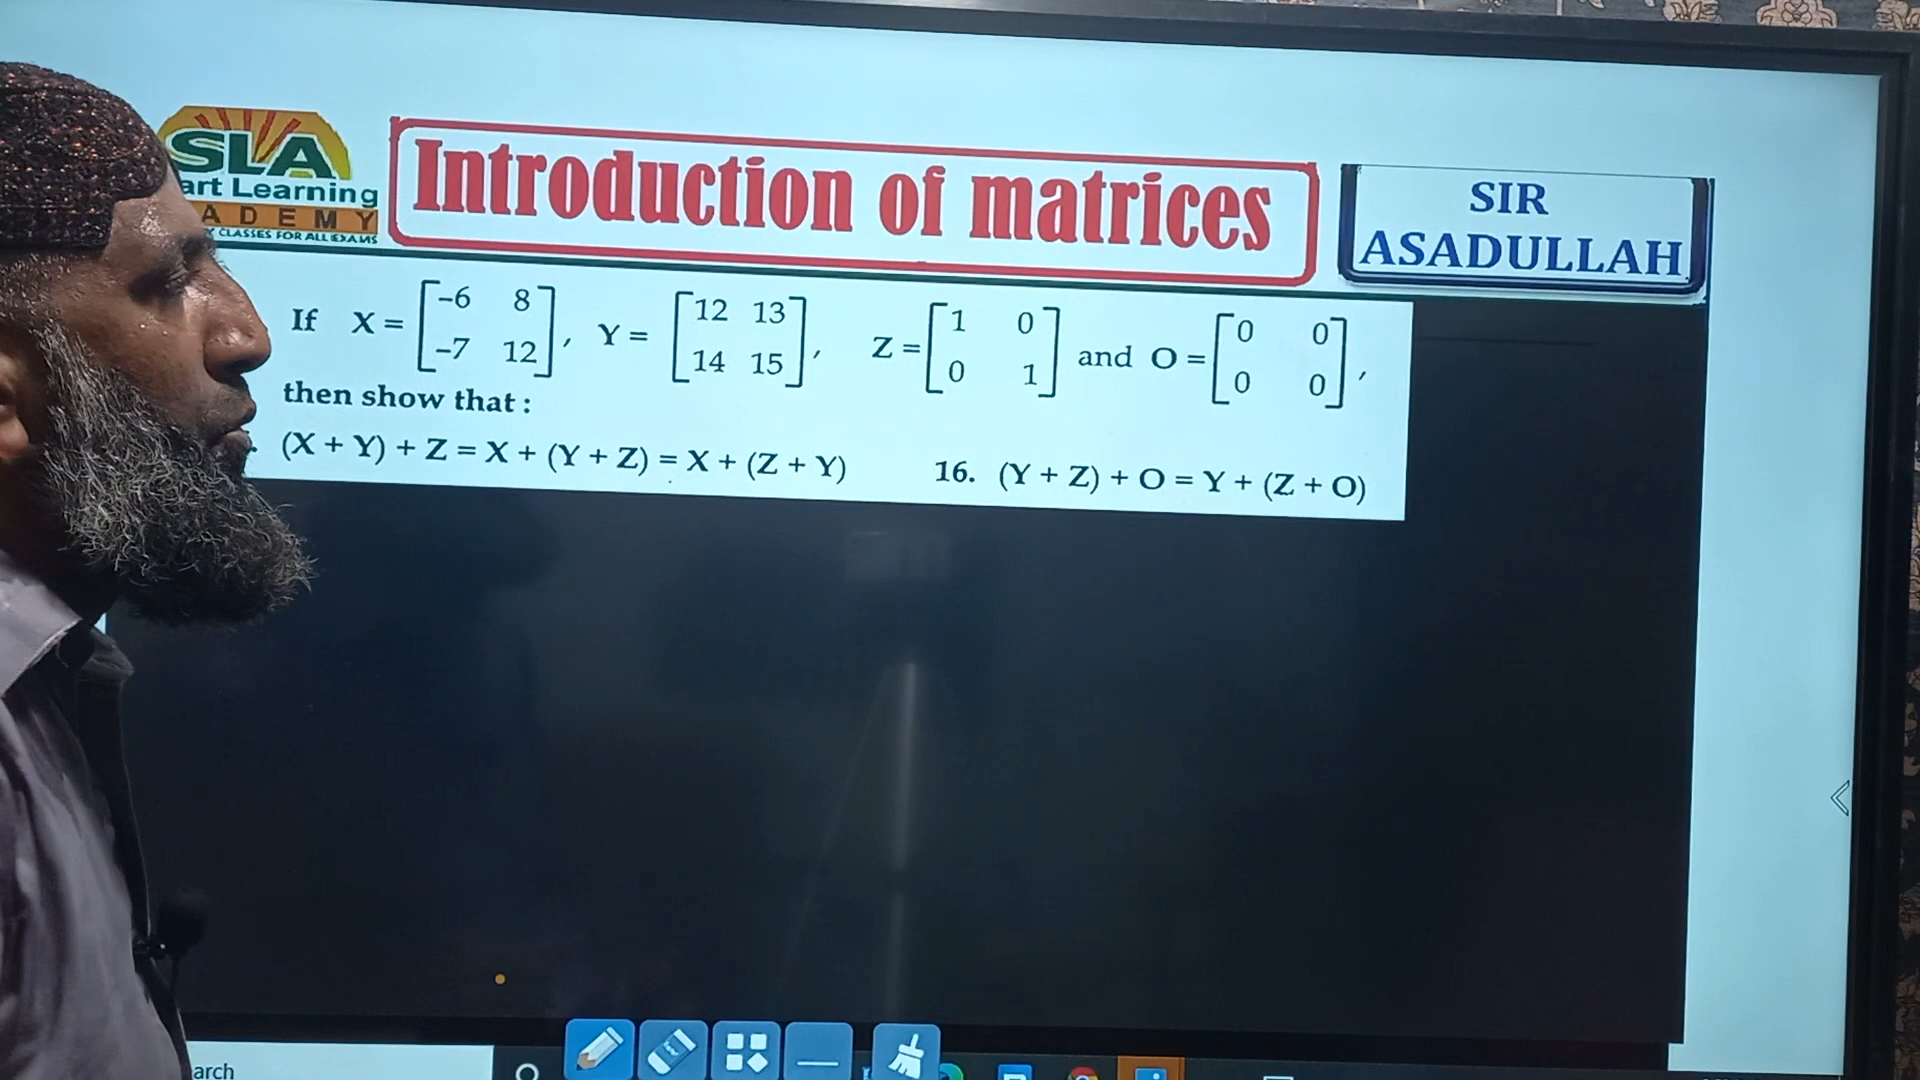 SLA
art Learning
ADEMY
CLASSES FOR ALL EXAMS
Introduction of matrices
SIR
ASADULLAH
If X = [-6 8; -7 12], Y = [12 13; 14 15], Z = [1 0; 0 1] and O = [0 0; 0 0],
then show that :
(X + Y) + Z = X + (Y + Z) = X + (Z + Y) 16. (Y + Z) + O = Y + (Z + O)
arch